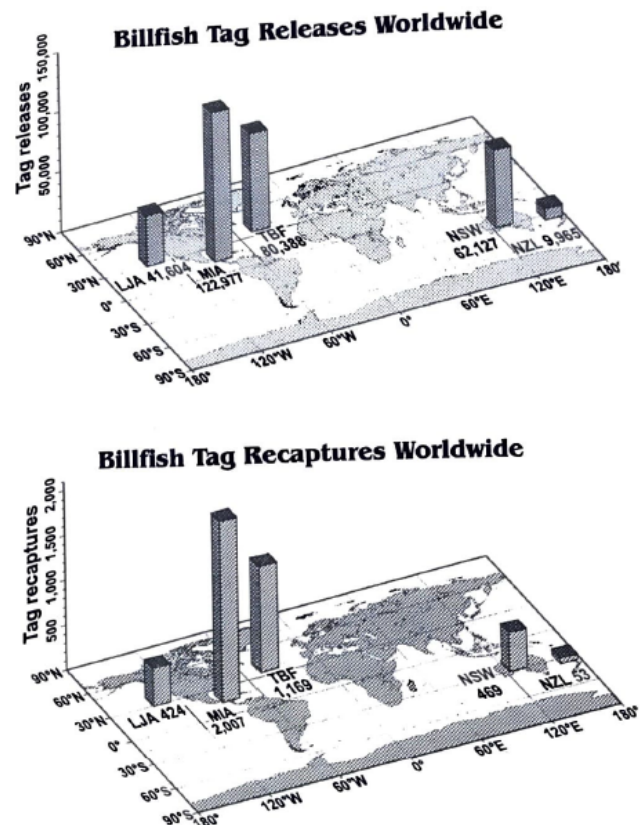 Billfish Tag Releases Worldwide
Tag releases
150,000
100,000
50,000
90°N
60°N
30°N
0°
30°S
60°S
90°S
LJA 41,604
MIA
122,977
TBF
80,388
NSW
62,127
NZL 9,965
180°
120°W
60°W
0°
60°E
120°E
180°
Billfish Tag Recaptures Worldwide
Tag recaptures
2,000
1,500
1,000
500
90°N
60°N
30°N
0°
30°S
60°S
90°S
LJA 424
MIA
2,007
TBF
1,169
NSW
469
NZL 53
180°
120°W
60°W
0°
60°E
120°E
180°